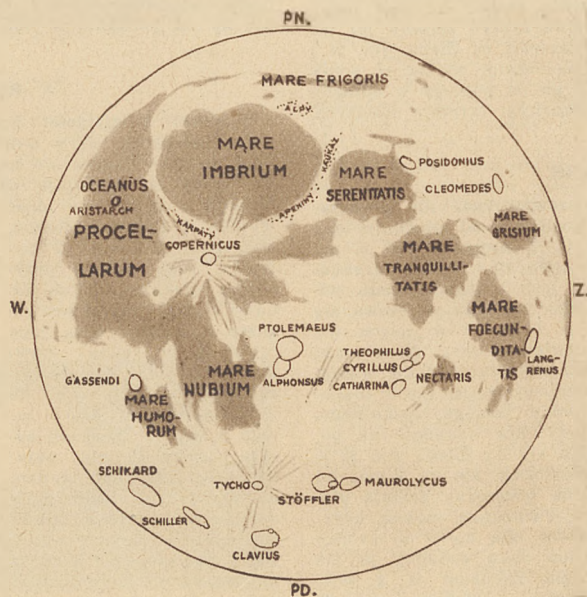 PN.
MARE FRIGORIS
ALPY
MARE
IMBRIUM
KAUKAZ
MARE
SERENITATIS
POSIDONIUS
CLEOMEDES
OCEANUS
ARISTARCH
PROCEL-
LARUM
KARPATY
APENINY
COPERNICUS
MARE
CRISIUM
MARE
TRANQUILLI-
TATIS
W.
Z.
MARE
FOECUN-
DITA-
TIS
LANG-
RENUS
PTOLEMAEUS
ALPHONSUS
THEOPHILUS
CYRILLUS
CATHARINA
NECTARIS
GASSENDI
MARE
HUMO-
RUM
MARE
NUBIUM
SCHIKARD
SCHILLER
TYCHO
STÖFFLER
MAUROLYCUS
CLAVIUS
PD.